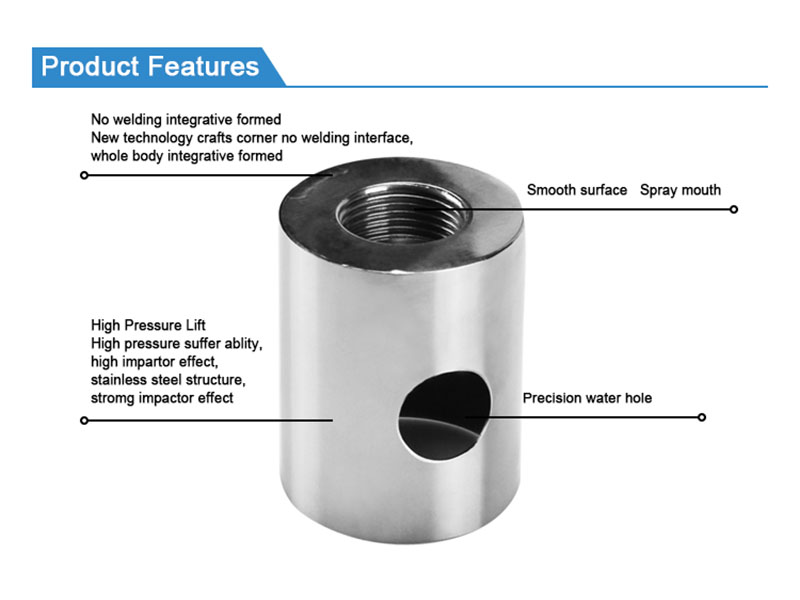 Product Features
No welding integrative formed
New technology crafts corner no welding interface,
whole body integrative formed
Smooth surface Spray mouth
High Pressure Lift
High pressure suffer ablity,
high impartor effect,
stainless steel structure,
stromg impactor effect
Precision water hole